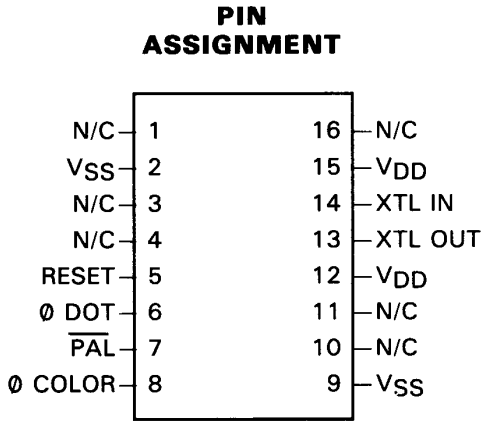 PIN
ASSIGNMENT
N/C 1 16 N/C
VSS 2 15 VDD
N/C 3 14 XTL IN
N/C 4 13 XTL OUT
RESET 5 12 VDD
Ø DOT 6 11 N/C
P̅A̅L̅ 7 10 N/C
Ø COLOR 8 9 VSS